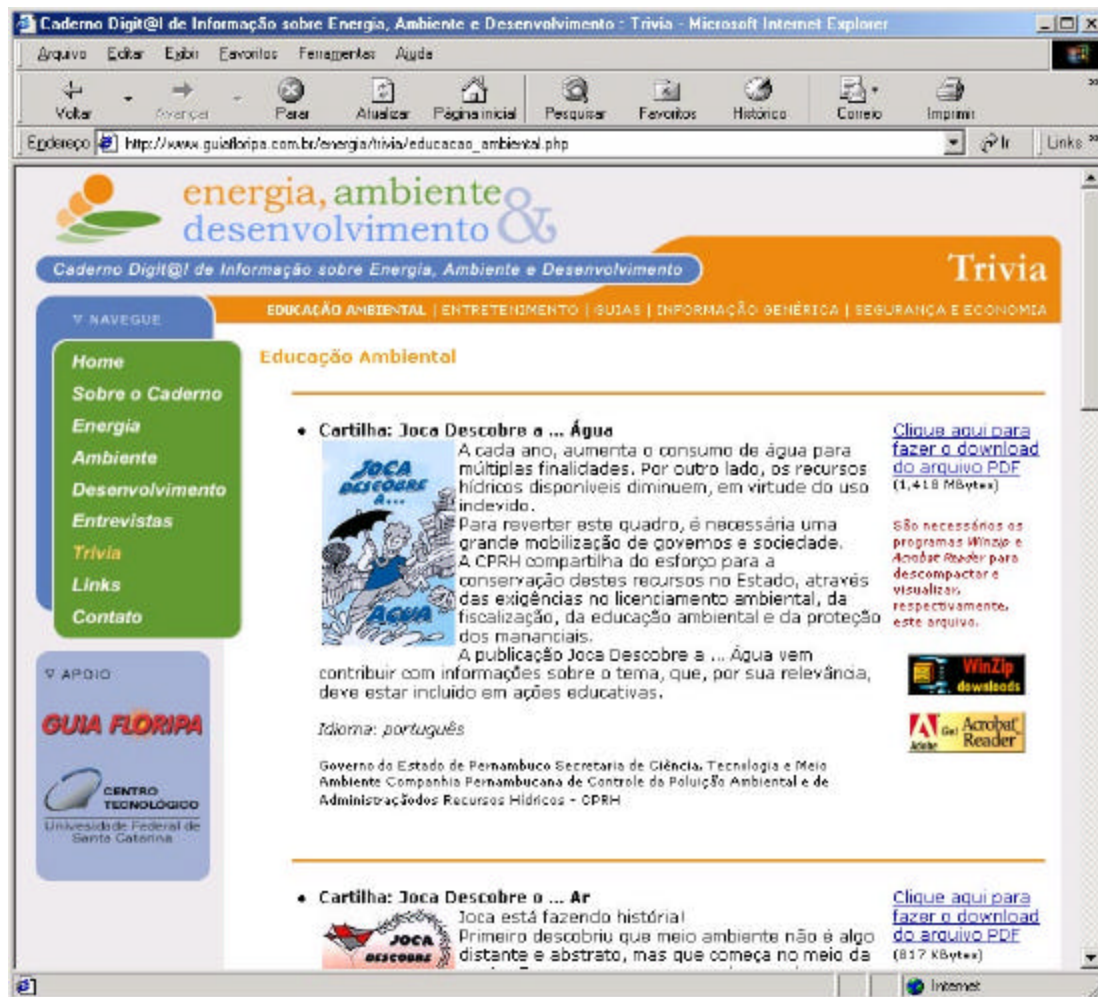 Caderno Digit@l de Informação sobre Energia, Ambiente e Desenvolvimento : Trivia - Microsoft Internet Explorer
Arquivo Editar Exibir Favoritos Ferramentas Ajuda
Voltar Avançar Parar Atualizar Página inicial Pesquisar Favoritos Histórico Correio Imprimir
Endereço http://www.guiafloripa.com.br/energia/trivia/educacao_ambiental.php Ir Links
energia, ambiente &
desenvolvimento
Caderno Digit@l de Informação sobre Energia, Ambiente e Desenvolvimento
Trivia
EDUCAÇÃO AMBIENTAL | ENTRETENIMENTO | GUIAS | INFORMAÇÃO GENÉRICA | SEGURANÇA E ECONOMIA
NAVEGUE
Home
Sobre o Caderno
Energia
Ambiente
Desenvolvimento
Entrevistas
Trivia
Links
Contato
APOIO
GUIA FLORIPA
CENTRO
TECNOLÓGICO
Univesidade Federal de
Santa Catarina
Educação Ambiental
• Cartilha: Joca Descobre a ... Água
JOCA
DESCOBRE
A...
ÁGUA
A cada ano, aumenta o consumo de água para
múltiplas finalidades. Por outro lado, os recursos
hídricos disponíveis diminuem, em virtude do uso
indevido.
Para reverter este quadro, é necessária uma
grande mobilização de governos e sociedade.
A CPRH compartilha do esforço para a
conservação destes recursos no Estado, através
das exigências no licenciamento ambiental, da
fiscalização, da educação ambiental e da proteção
dos mananciais.
A publicação Joca Descobre a ... Água vem
contribuir com informações sobre o tema, que, por sua relevância,
deve estar incluido em ações educativas.
Idioma: português
Governo do Estado de Pernambuco Secretaria de Ciência, Tecnologia e Meio
Ambiente Companhia Pernambucana de Controle da Poluição Ambiental e de
Administraçãodos Recursos Hídricos - CPRH
Clique aqui para
fazer o download
do arquivo PDF
(1,418 MBytes)
São necessários os
programas Winzip e
Acrobat Reader para
descompactar e
visualizar,
respectivamente,
este arquivo.
WinZip
downloads
Adobe Get Acrobat
Reader
• Cartilha: Joca Descobre o ... Ar
JOCA
DESCOBRE
Joca está fazendo história!
Primeiro descobriu que meio ambiente não é algo
distante e abstrato, mas que começa no meio da
Clique aqui para
fazer o download
do arquivo PDF
(817 KBytes)
Internet